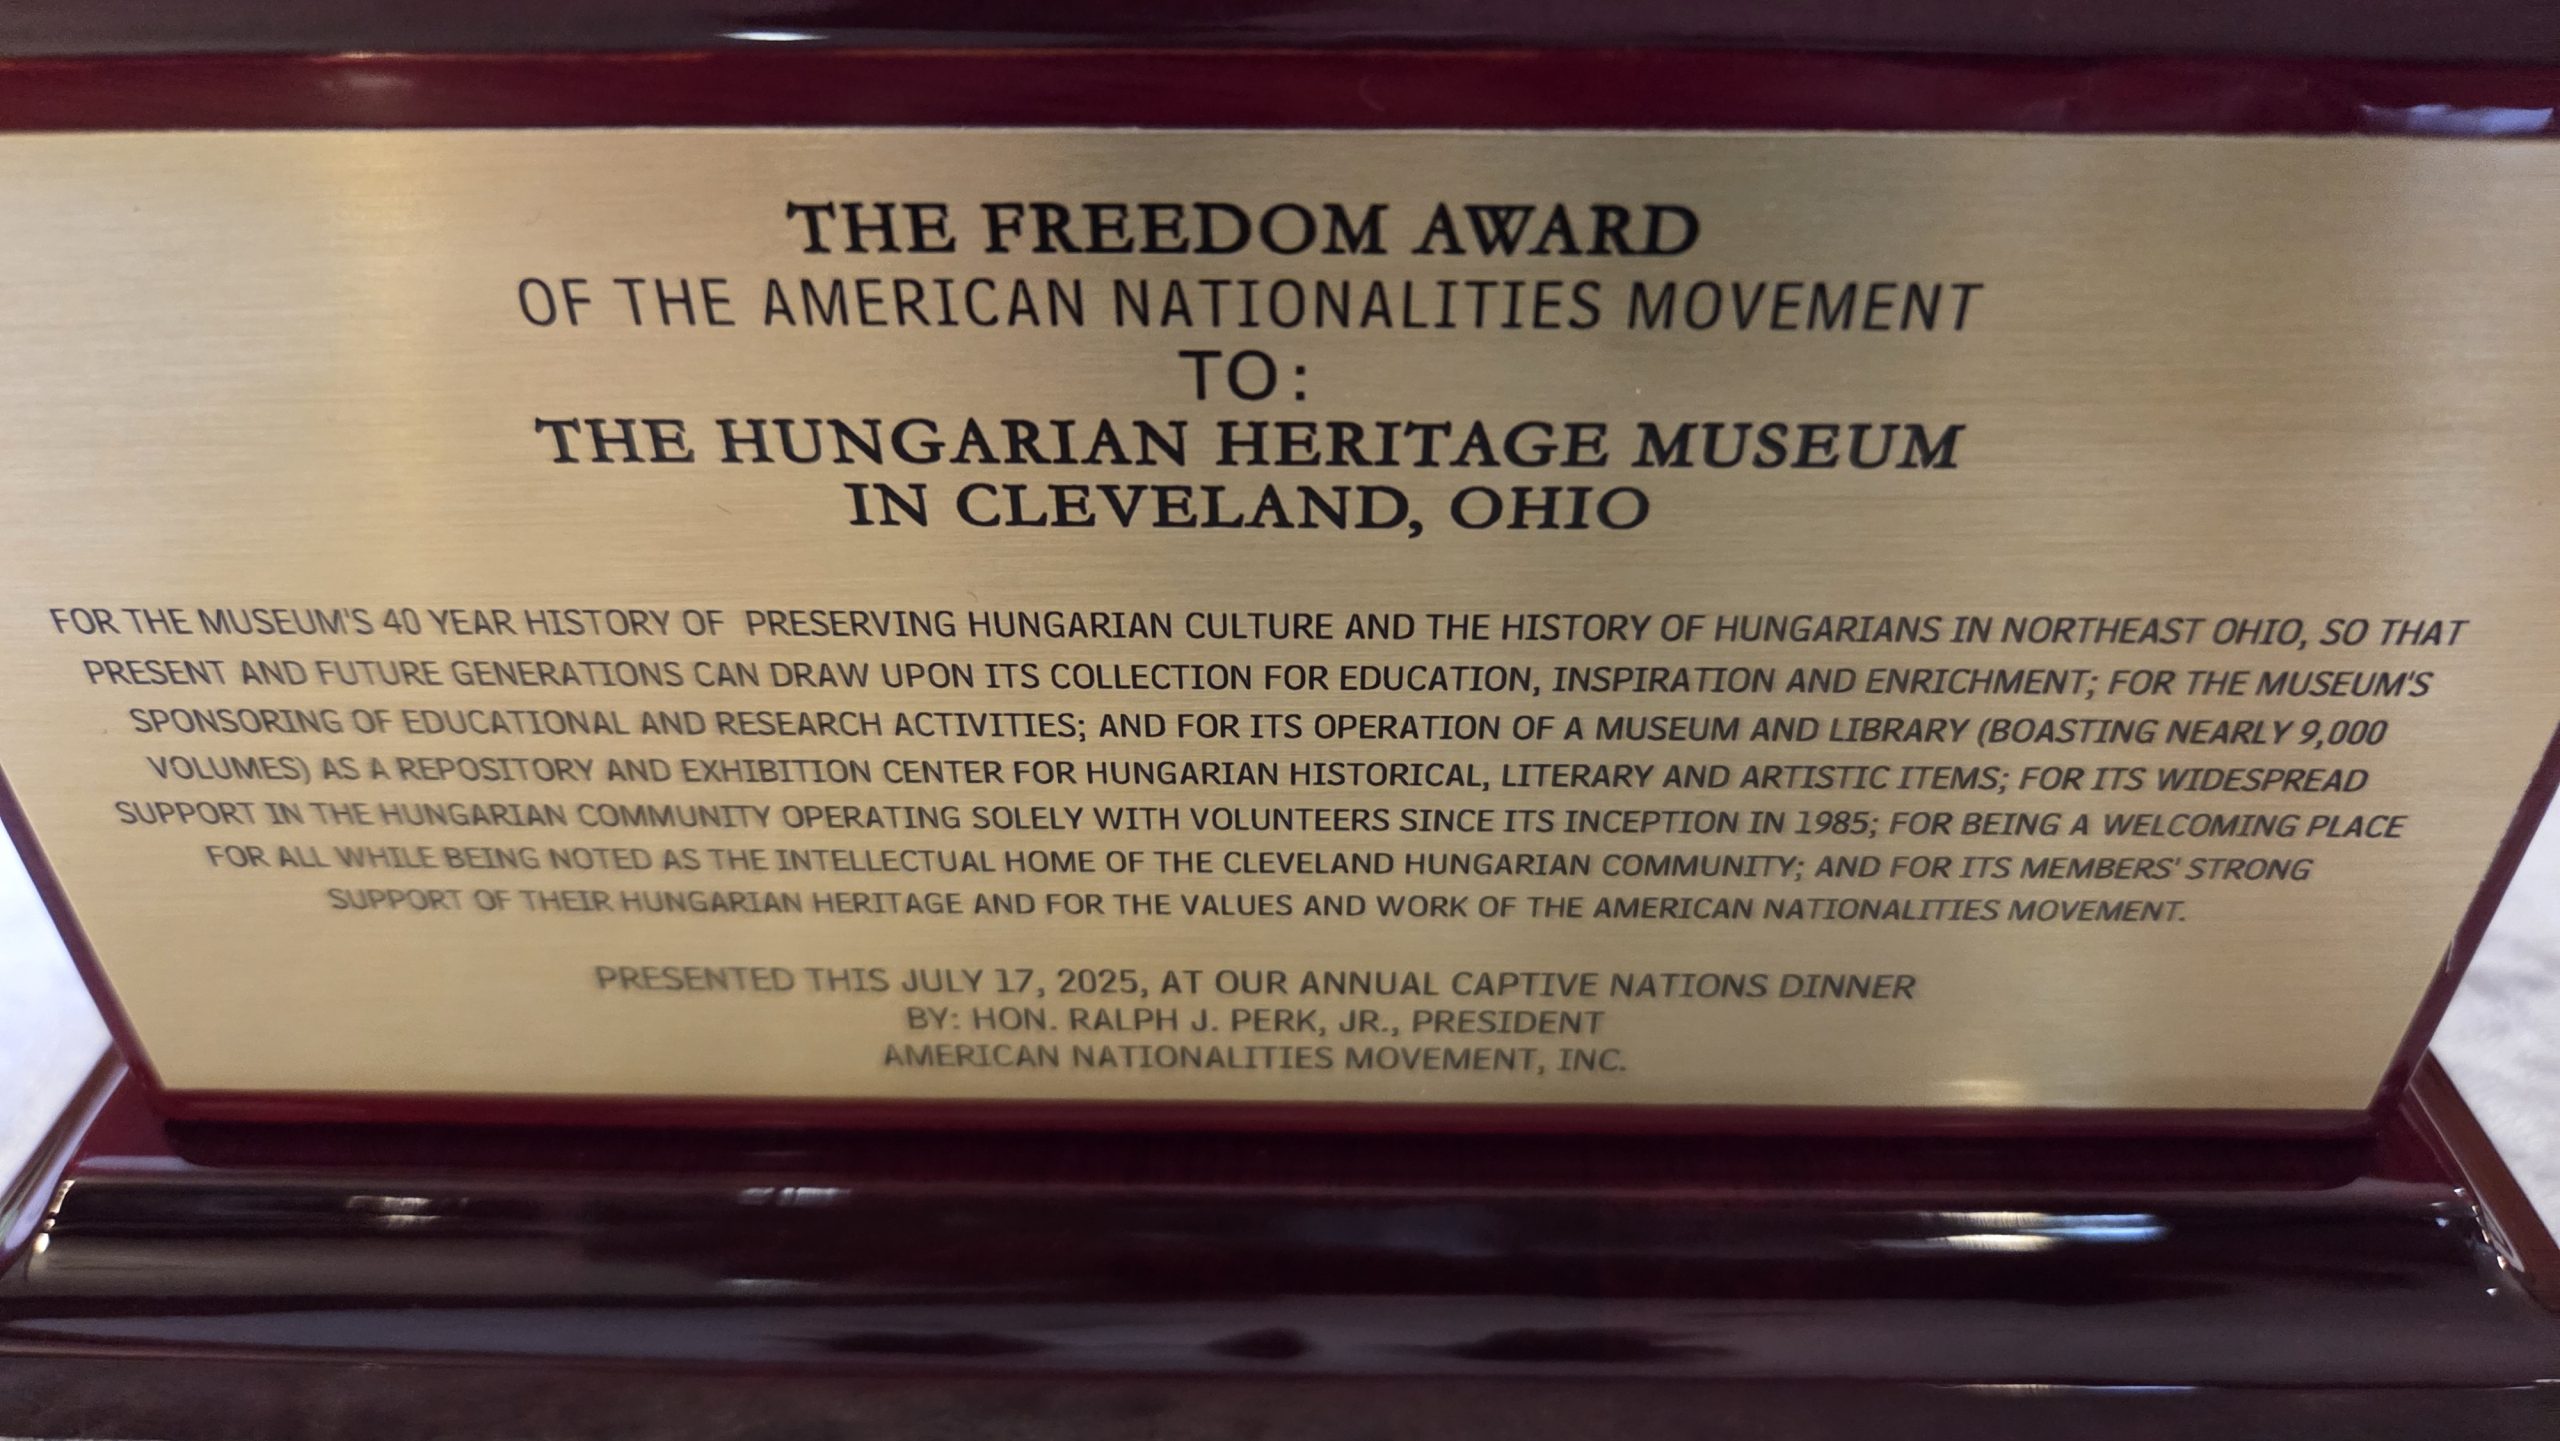 THE FREEDOM AWARD
OF THE AMERICAN NATIONALITIES MOVEMENT
TO:
THE HUNGARIAN HERITAGE MUSEUM
IN CLEVELAND, OHIO
FOR THE MUSEUM'S 40 YEAR HISTORY OF PRESERVING HUNGARIAN CULTURE AND THE HISTORY OF HUNGARIANS IN NORTHEAST OHIO, SO THAT
PRESENT AND FUTURE GENERATIONS CAN DRAW UPON ITS COLLECTION FOR EDUCATION, INSPIRATION AND ENRICHMENT; FOR THE MUSEUM'S
SPONSORING OF EDUCATIONAL AND RESEARCH ACTIVITIES; AND FOR ITS OPERATION OF A MUSEUM AND LIBRARY (BOASTING NEARLY 9,000
VOLUMES) AS A REPOSITORY AND EXHIBITION CENTER FOR HUNGARIAN HISTORICAL, LITERARY AND ARTISTIC ITEMS; FOR ITS WIDESPREAD
SUPPORT IN THE HUNGARIAN COMMUNITY OPERATING SOLELY WITH VOLUNTEERS SINCE ITS INCEPTION IN 1985; FOR BEING A WELCOMING PLACE
FOR ALL WHILE BEING NOTED AS THE INTELLECTUAL HOME OF THE CLEVELAND HUNGARIAN COMMUNITY; AND FOR ITS MEMBERS' STRONG
SUPPORT OF THEIR HUNGARIAN HERITAGE AND FOR THE VALUES AND WORK OF THE AMERICAN NATIONALITIES MOVEMENT.
PRESENTED THIS JULY 17, 2025, AT OUR ANNUAL CAPTIVE NATIONS DINNER
BY: HON. RALPH J. PERK, JR., PRESIDENT
AMERICAN NATIONALITIES MOVEMENT, INC.